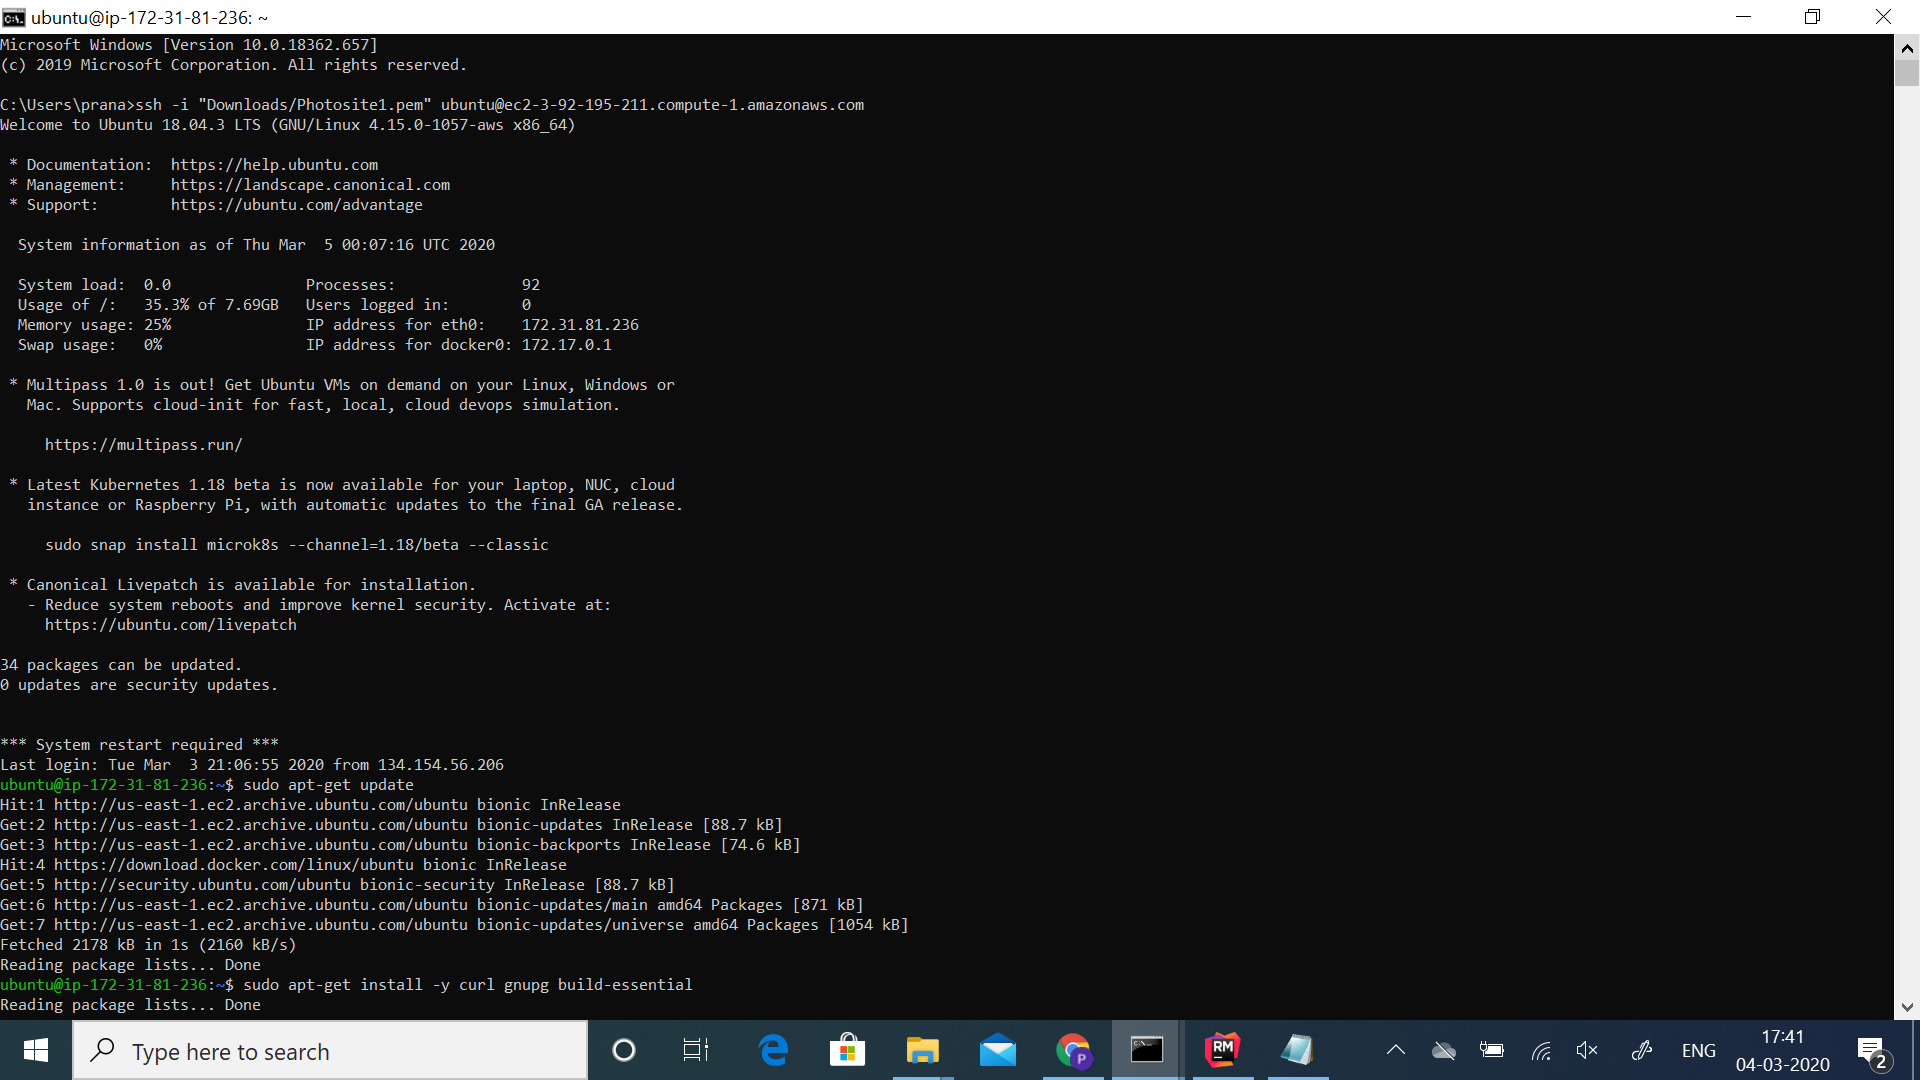 ubuntu@ip-172-31-81-236: ~
Microsoft Windows [Version 10.0.18362.657]
(c) 2019 Microsoft Corporation. All rights reserved.
C:\Users\prana>ssh -i "Downloads/Photosite1.pem" ubuntu@ec2-3-92-195-211.compute-1.amazonaws.com
Welcome to Ubuntu 18.04.3 LTS (GNU/Linux 4.15.0-1057-aws x86_64)
* Documentation:  https://help.ubuntu.com
* Management:     https://landscape.canonical.com
* Support:        https://ubuntu.com/advantage
System information as of Thu Mar  5 00:07:16 UTC 2020
System load:  0.0               Processes:              92
Usage of /:   35.3% of 7.69GB   Users logged in:        0
Memory usage: 25%               IP address for eth0:    172.31.81.236
Swap usage:   0%                IP address for docker0: 172.17.0.1
* Multipass 1.0 is out! Get Ubuntu VMs on demand on your Linux, Windows or
Mac. Supports cloud-init for fast, local, cloud devops simulation.
https://multipass.run/
* Latest Kubernetes 1.18 beta is now available for your laptop, NUC, cloud
instance or Raspberry Pi, with automatic updates to the final GA release.
sudo snap install microk8s --channel=1.18/beta --classic
* Canonical Livepatch is available for installation.
- Reduce system reboots and improve kernel security. Activate at:
https://ubuntu.com/livepatch
34 packages can be updated.
0 updates are security updates.
*** System restart required ***
Last login: Tue Mar  3 21:06:55 2020 from 134.154.56.206
ubuntu@ip-172-31-81-236:~$ sudo apt-get update
Hit:1 http://us-east-1.ec2.archive.ubuntu.com/ubuntu bionic InRelease
Get:2 http://us-east-1.ec2.archive.ubuntu.com/ubuntu bionic-updates InRelease [88.7 kB]
Get:3 http://us-east-1.ec2.archive.ubuntu.com/ubuntu bionic-backports InRelease [74.6 kB]
Hit:4 https://download.docker.com/linux/ubuntu bionic InRelease
Get:5 http://security.ubuntu.com/ubuntu bionic-security InRelease [88.7 kB]
Get:6 http://us-east-1.ec2.archive.ubuntu.com/ubuntu bionic-updates/main amd64 Packages [871 kB]
Get:7 http://us-east-1.ec2.archive.ubuntu.com/ubuntu bionic-updates/universe amd64 Packages [1054 kB]
Fetched 2178 kB in 1s (2160 kB/s)
Reading package lists... Done
ubuntu@ip-172-31-81-236:~$ sudo apt-get install -y curl gnupg build-essential
Reading package lists... Done
Type here to search
P
RM
ENG
17:41
04-03-2020
2